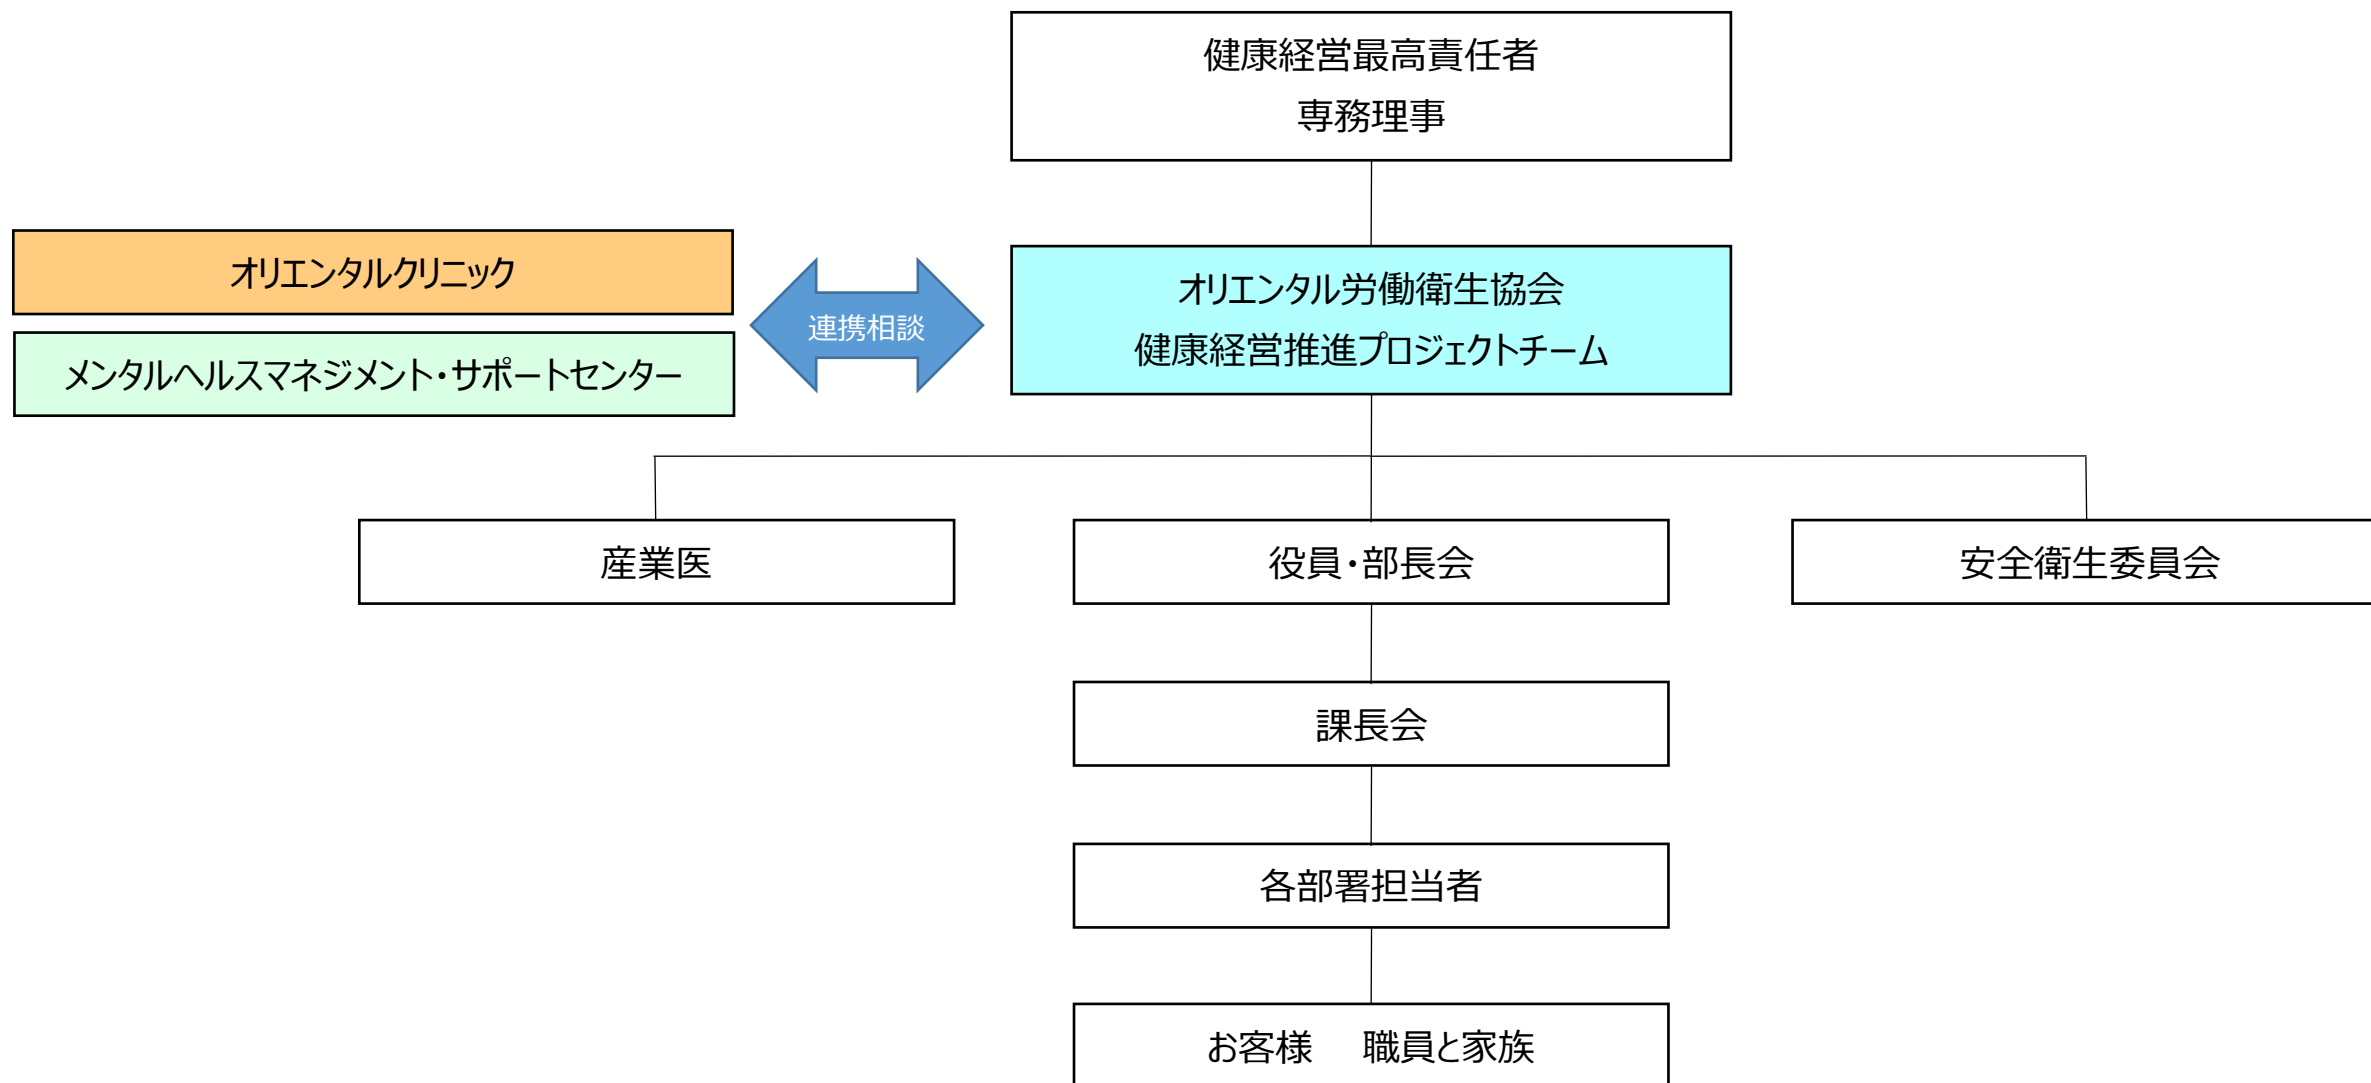 健康経営最高責任者
専務理事
オリエンタルクリニック
メンタルヘルスマネジメント・サポートセンター
連携相談
オリエンタル労働衛生協会
健康経営推進プロジェクトチーム
産業医
役員・部長会
安全衛生委員会
課長会
各部署担当者
お客様　職員と家族